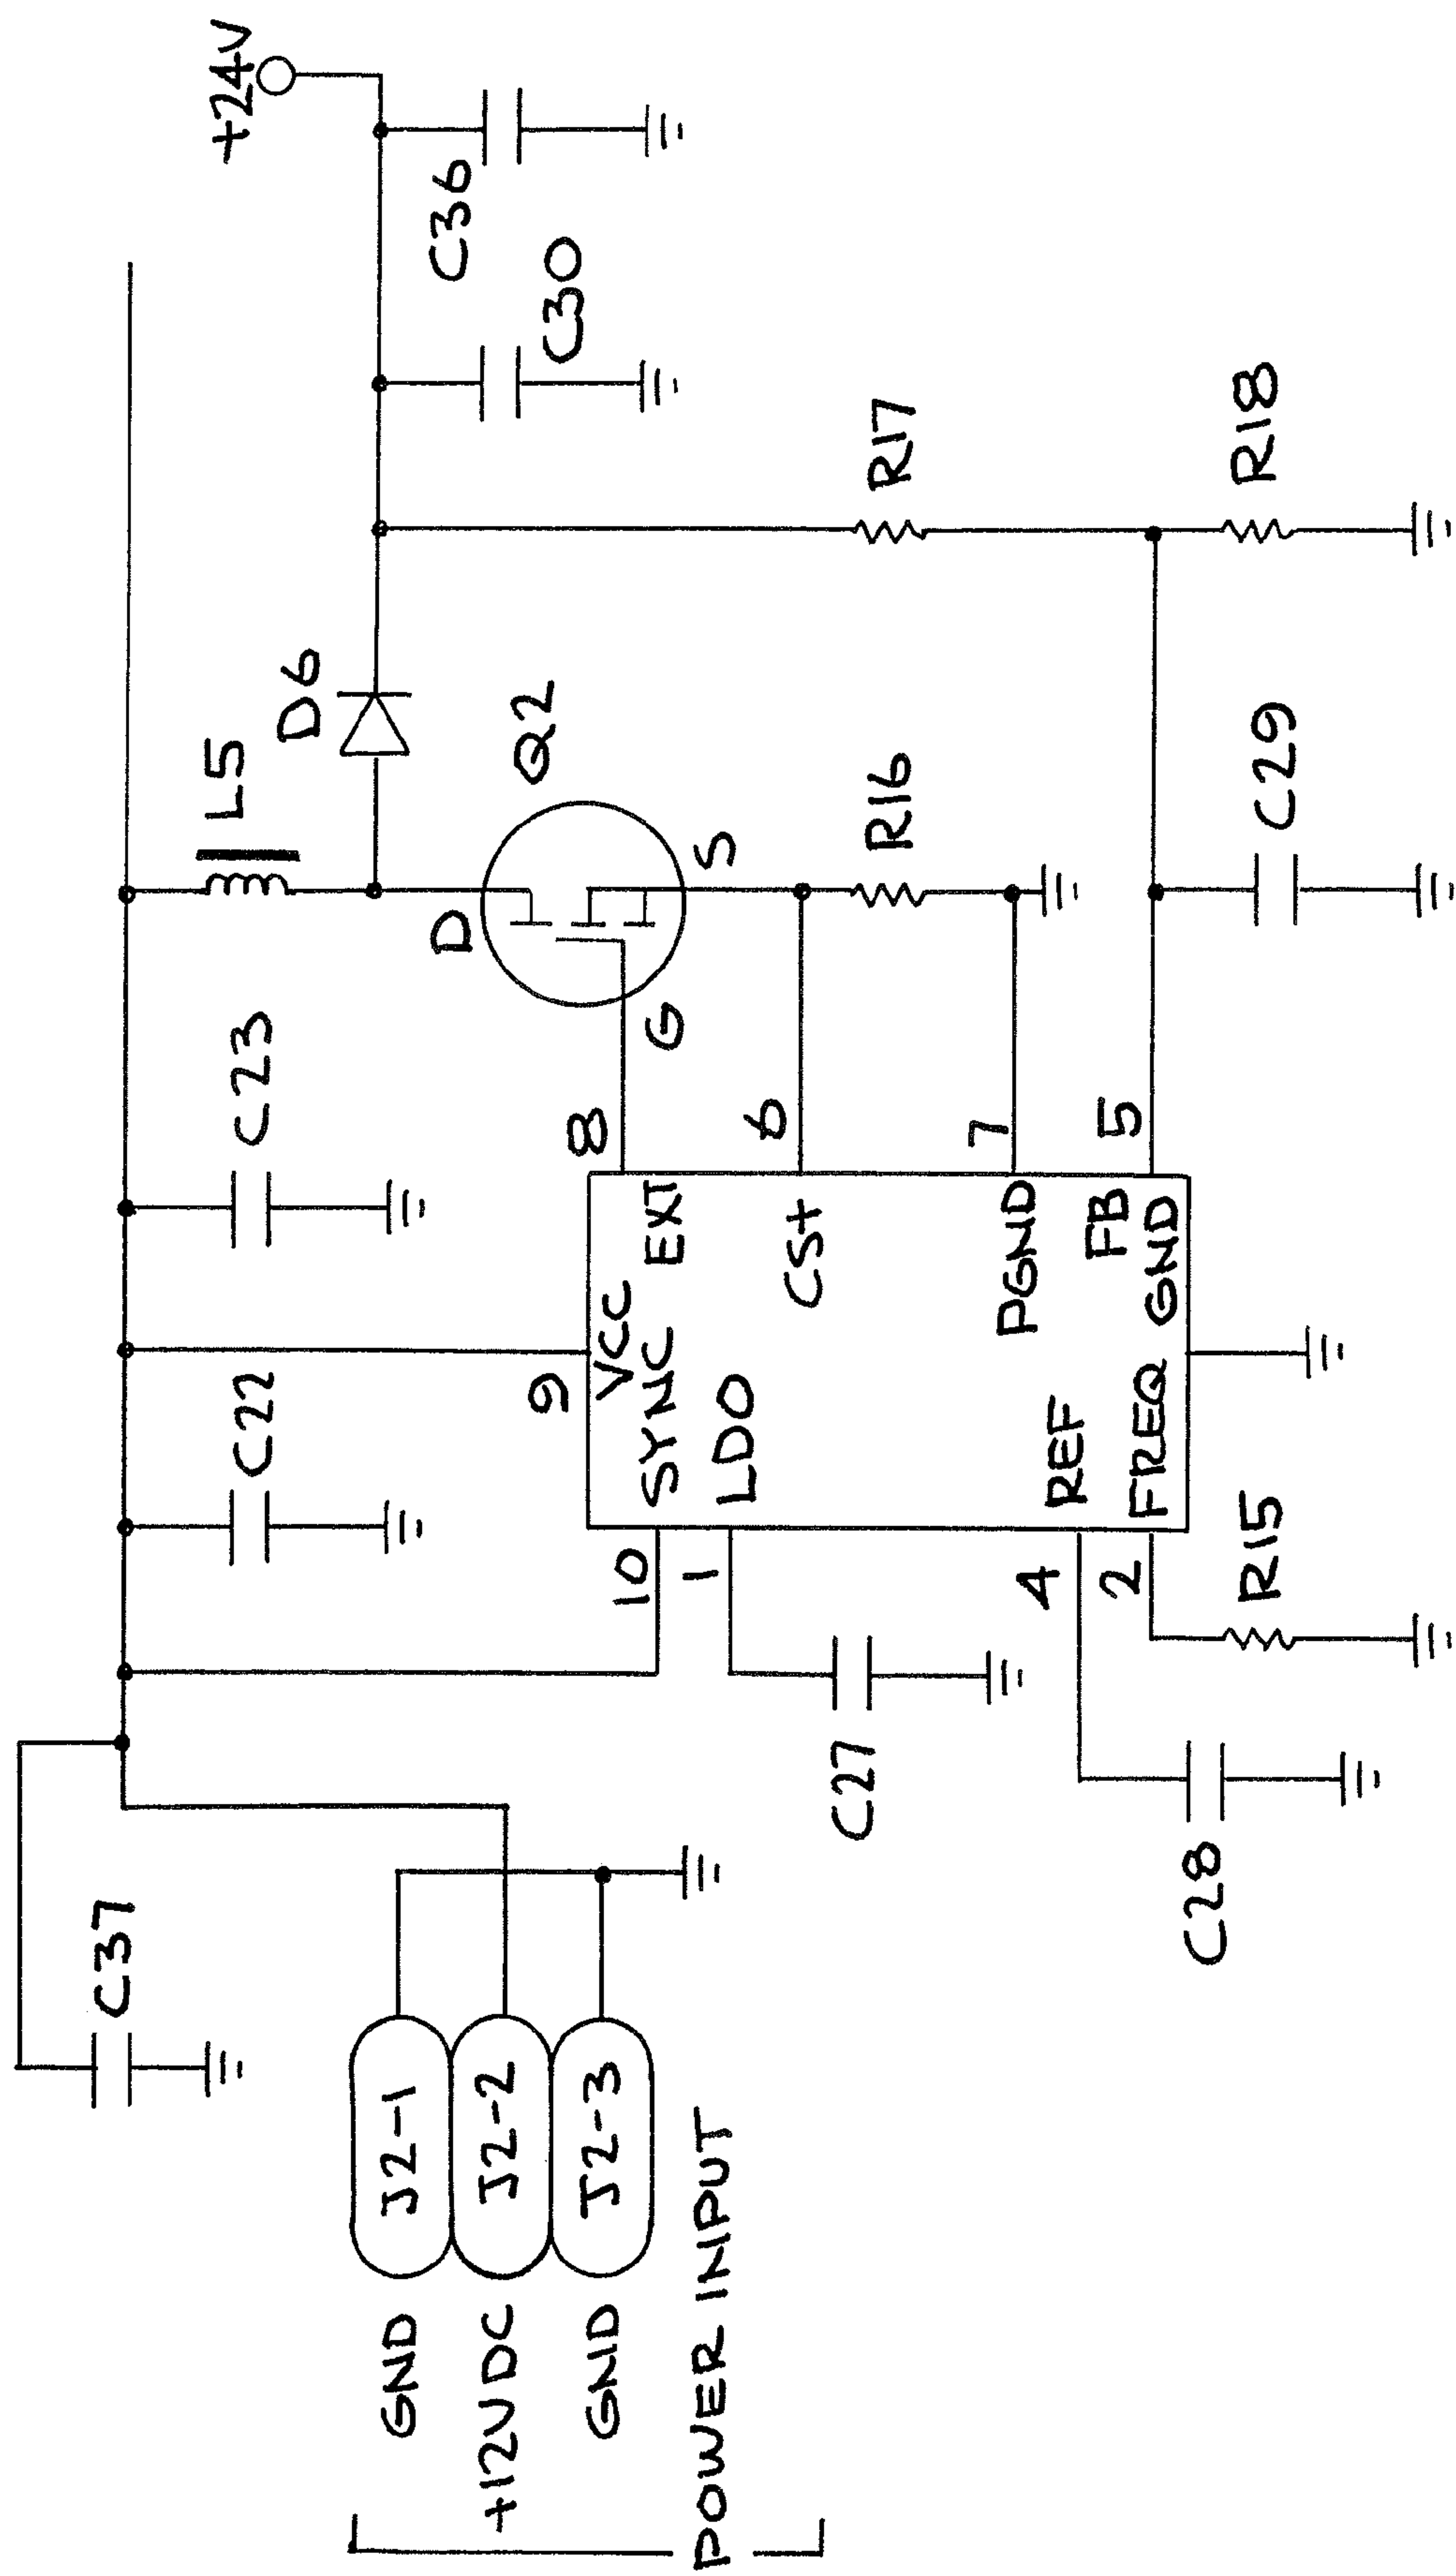 +24V
C37
L5
D6
C22
C23
C36
C30
D
Q2
S
G
GND
J2-1
+12VDC
J2-2
GND
J2-3
POWER INPUT
9
VCC
10
SYNC
EXT
8
1
LDO
CS+
6
R16
R17
C27
PGND
7
4
REF
FB
5
2
FREQ
GND
C28
R15
C29
R18